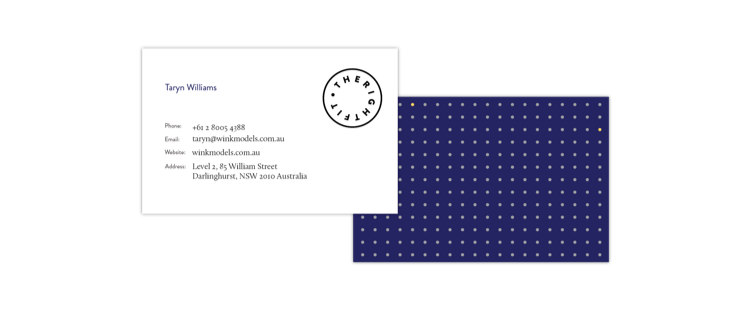 Taryn Williams
THERIGHTFIT
Phone: +61 2 8005 4388
Email: taryn@winkmodels.com.au
Website: winkmodels.com.au
Address: Level 2, 85 William Street
Darlinghurst, NSW 2010 Australia